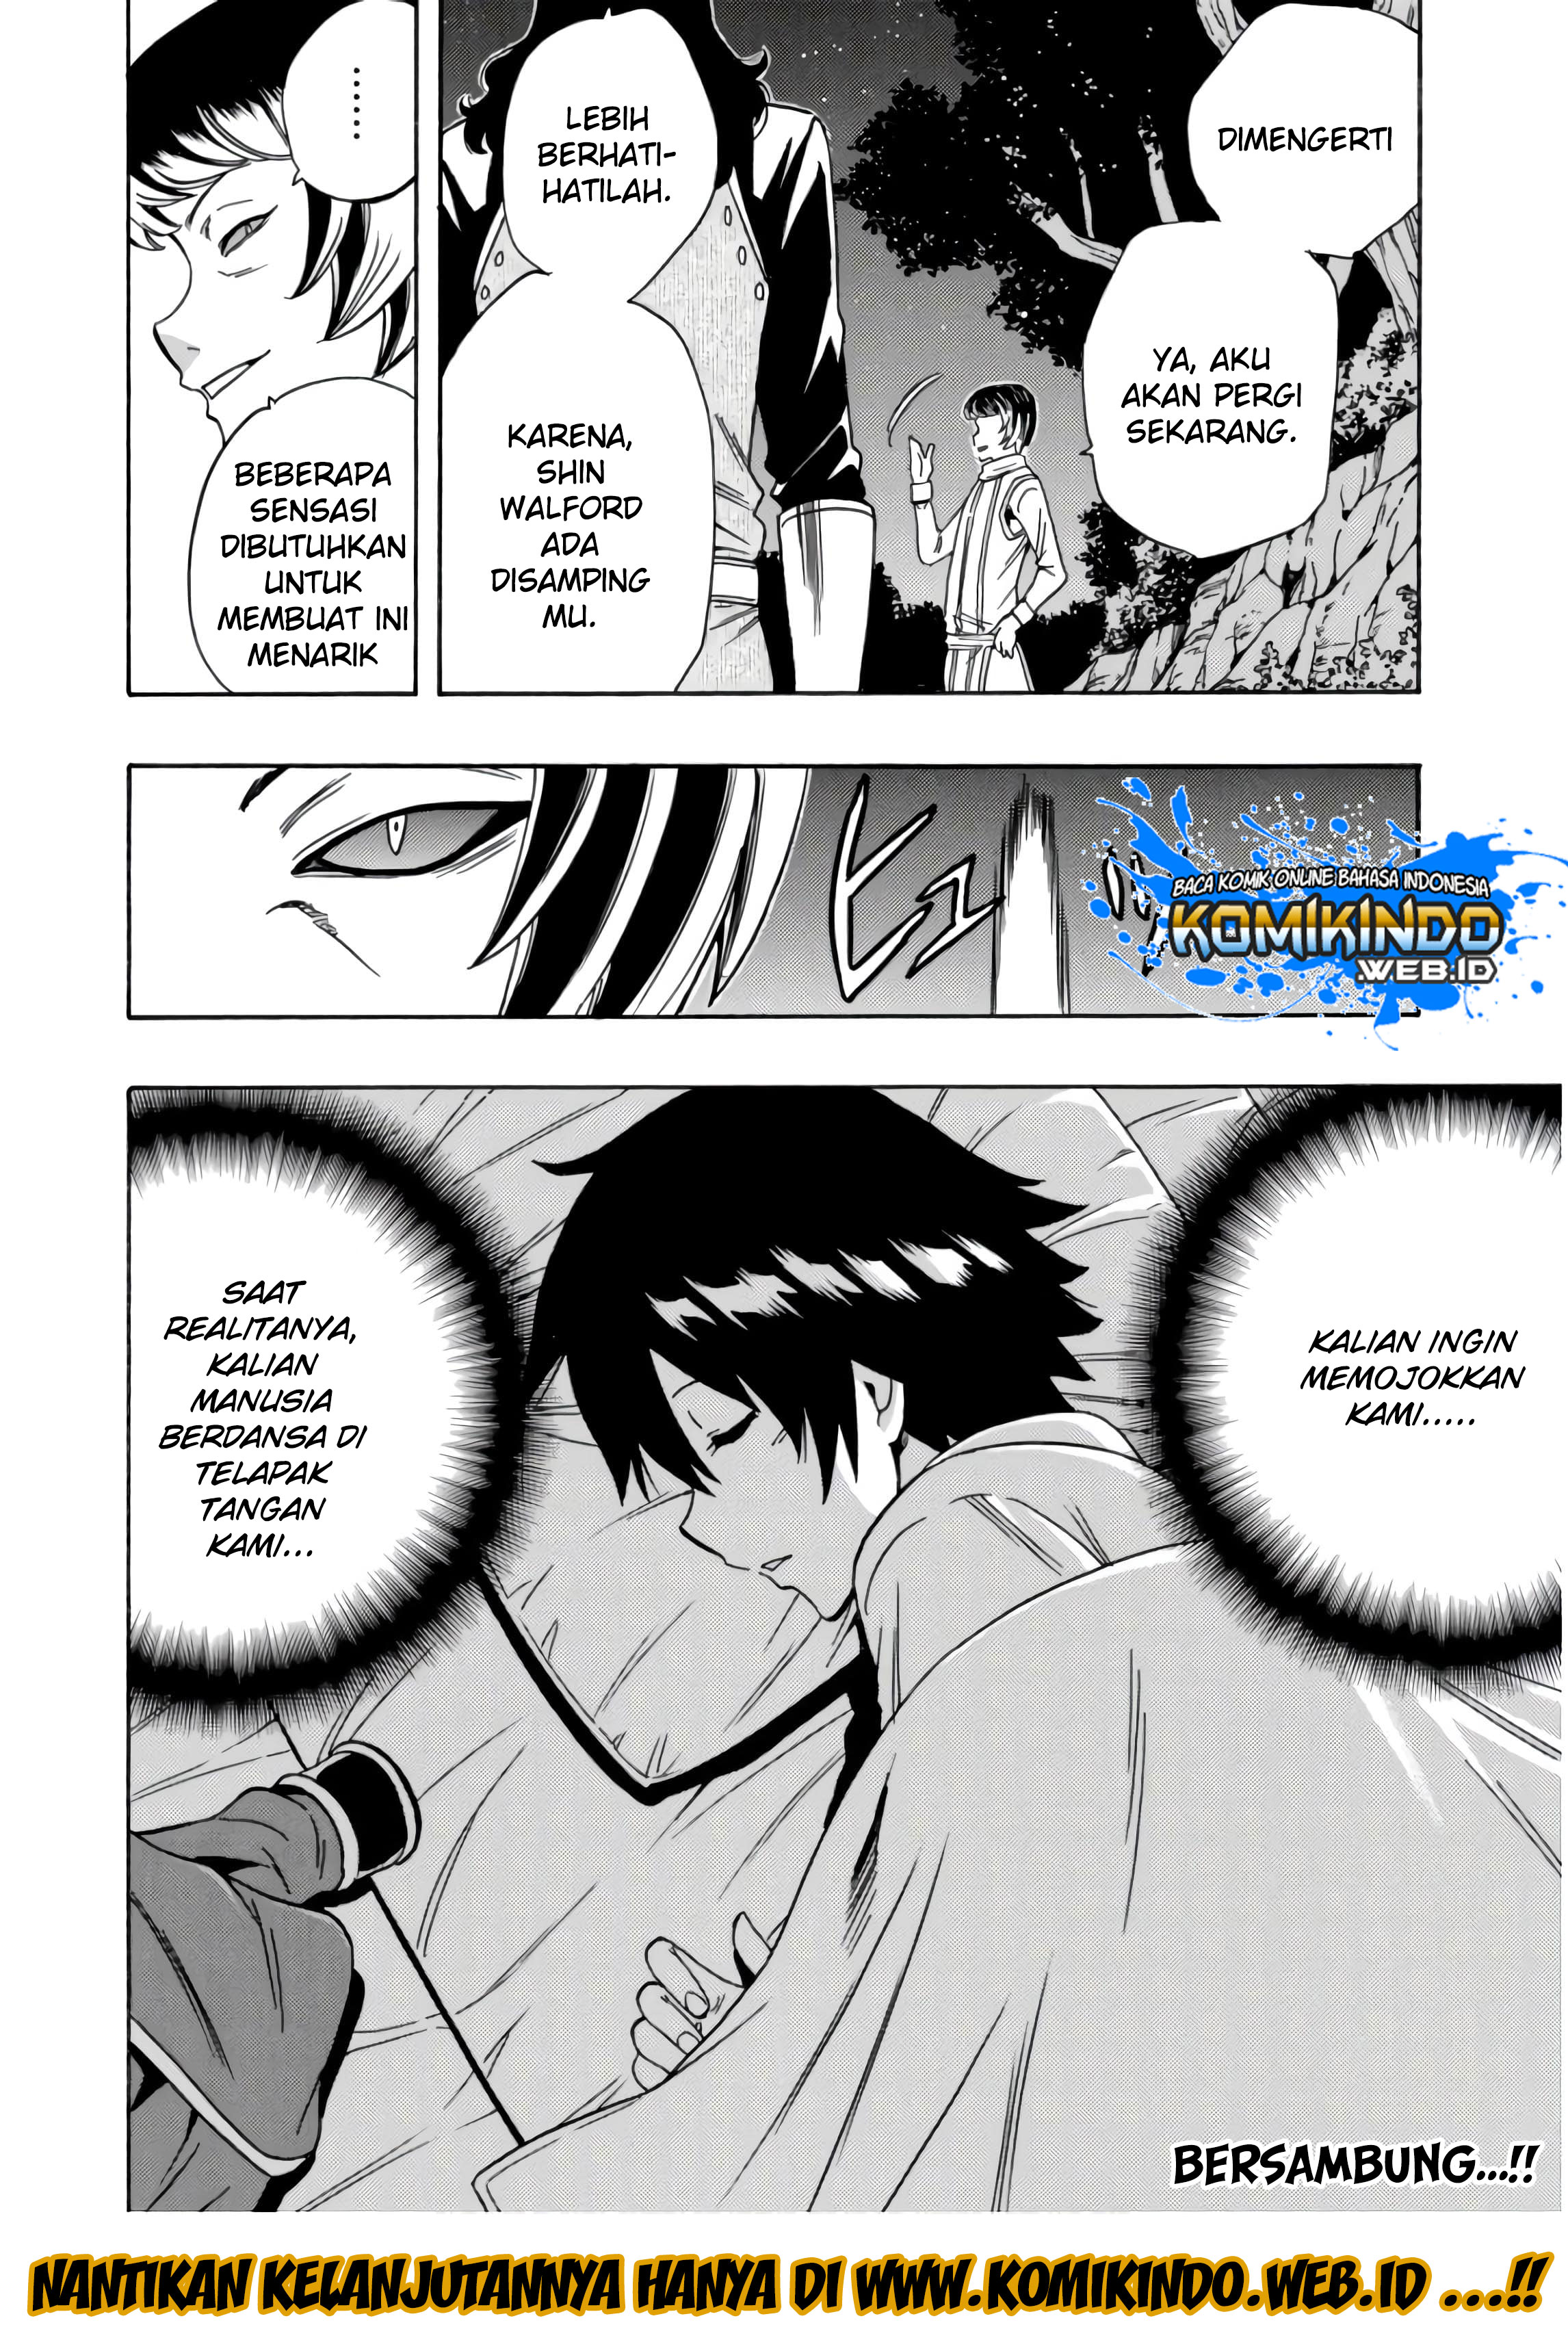 DIMENGERTI
YA, AKU
AKAN PERGI
SEKARANG.
LEBIH
BERHATI-
HATILAH.
KARENA,
SHIN
WALFORD
ADA
DISAMPING
MU.
.......
BEBERAPA
SENSASI
DIBUTUHKAN
UNTUK
MEMBUAT INI
MENARIK
ヒュ
BACA KOMIK ONLINE BAHASA INDONESIA
KOMIKINDO
.WEB.ID
KALIAN INGIN
MEMOJOKKAN
KAMI.....
SAAT
REALITANYA,
KALIAN
MANUSIA
BERDANSA DI
TELAPAK
TANGAN
KAMI...
BERSAMBUNG...!!
NANTIKAN KELANJUTANNYA HANYA DI WWW.KOMIKINDO.WEB.ID ...!!